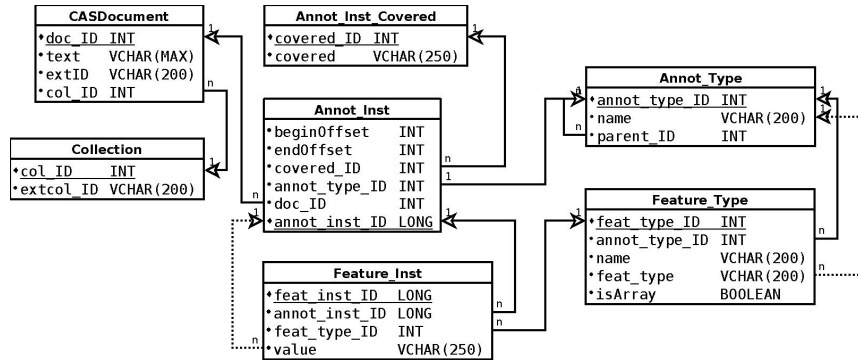 CASDocument
doc_ID INT
text VCHAR(MAX)
extID VCHAR(200)
col_ID INT
Collection
col_ID INT
extcol_ID VCHAR(200)
Annot_Inst_Covered
covered_ID INT
covered VCHAR(250)
Annot_Inst
beginOffset INT
endOffset INT
covered_ID INT
annot_type_ID INT
doc_ID INT
annot_inst_ID LONG
Feature_Inst
feat_inst_ID LONG
annot_inst_ID LONG
feat_type_ID INT
value VCHAR(250)
Annot_Type
annot_type_ID INT
name VCHAR(200)
parent_ID INT
Feature_Type
feat_type_ID INT
annot_type_ID INT
name VCHAR(200)
feat_type VCHAR(200)
isArray BOOLEAN
1
n
1
n
1
n
1
1
n
1
n
n
1
n
1
1
1
n
n